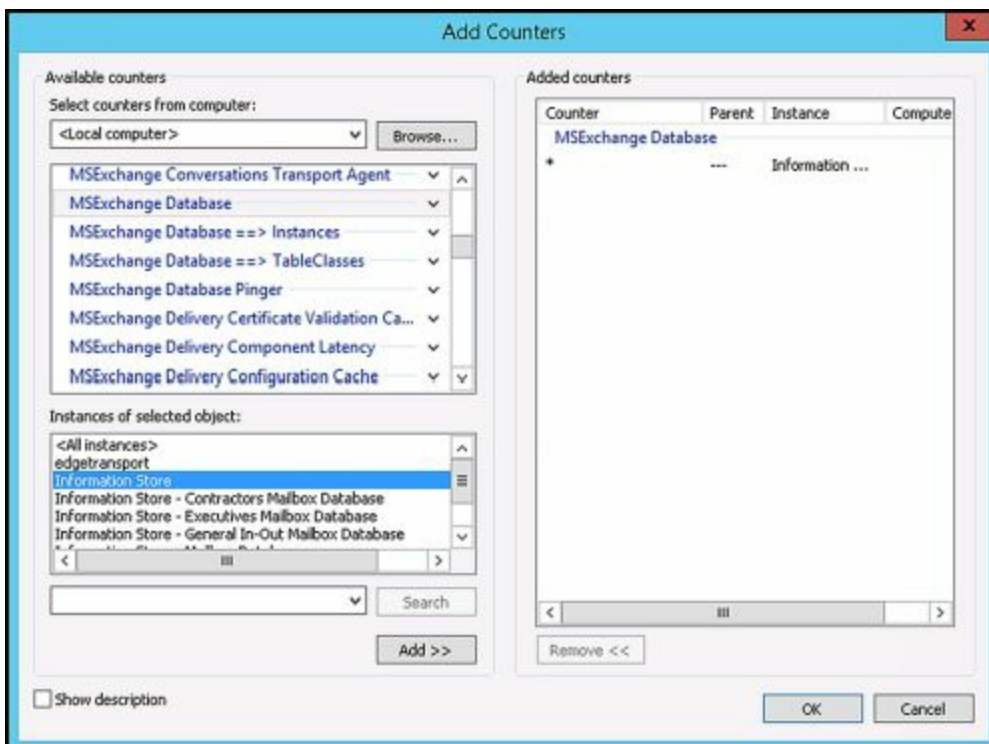 Add Counters
x
Available counters
Select counters from computer:
<Local computer>
Browse...
MSExchange Conversations Transport Agent
MSExchange Database
MSExchange Database ==> Instances
MSExchange Database ==> TableClasses
MSExchange Database Pinger
MSExchange Delivery Certificate Validation Ca...
MSExchange Delivery Component Latency
MSExchange Delivery Configuration Cache
Instances of selected object:
<All instances>
edgetransport
Information Store
Information Store - Contractors Mailbox Database
Information Store - Executives Mailbox Database
Information Store - General In-Out Mailbox Database
Search
Add >>
Show description
Added counters
Counter Parent Instance Compute
MSExchange Database
* --- Information ...
Remove <<
OK Cancel